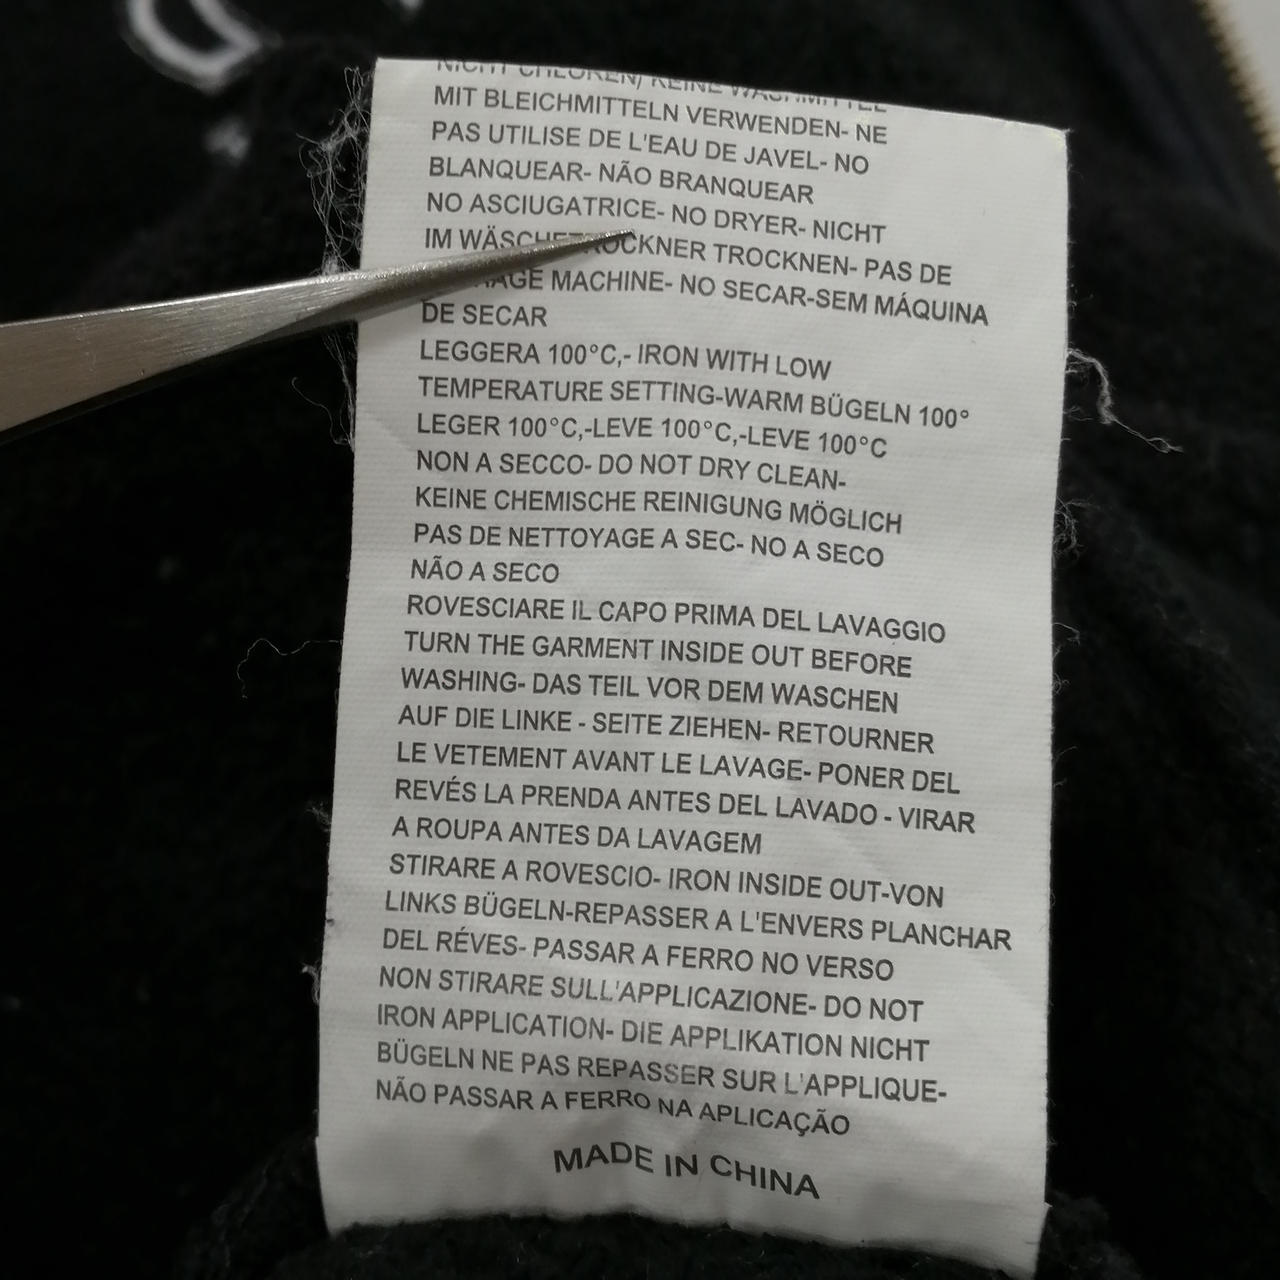 NICHT CHLOREN) KEINE WASHMITTEL
MIT BLEICHMITTELN VERWENDEN- NE
PAS UTILISE DE L'EAU DE JAVEL- NO
BLANQUEAR- NÃO BRANQUEAR
NO ASCIUGATRICE- NO DRYER- NICHT
IM WÄSCHETROCKNER TROCKNEN- PAS DE
MACHINE- NO SECAR-SEM MÁQUINA
DE SECAR
LEGGERA 100°C,- IRON WITH LOW
TEMPERATURE SETTING-WARM BÜGELN 100°
LEGER 100°C,-LEVE 100°C,-LEVE 100°C
NON A SECCO- DO NOT DRY CLEAN-
KEINE CHEMISCHE REINIGUNG MÖGLICH
PAS DE NETTOYAGE A SEC- NO A SECO
NÃO A SECO
ROVESCIARE IL CAPO PRIMA DEL LAVAGGIO
TURN THE GARMENT INSIDE OUT BEFORE
WASHING- DAS TEIL VOR DEM WASCHEN
AUF DIE LINKE - SEITE ZIEHEN- RETOURNER
LE VETEMENT AVANT LE LAVAGE- PONER DEL
REVÉS LA PRENDA ANTES DEL LAVADO - VIRAR
A ROUPA ANTES DA LAVAGEM
STIRARE A ROVESCIO- IRON INSIDE OUT-VON
LINKS BÜGELN-REPASSER A L'ENVERS PLANCHAR
DEL RÉVES- PASSAR A FERRO NO VERSO
NON STIRARE SULL'APPLICAZIONE- DO NOT
IRON APPLICATION- DIE APPLIKATION NICHT
BÜGELN NE PAS REPASSER SUR L'APPLIQUE-
NÃO PASSAR A FERRO NA APLICAÇÃO
MADE IN CHINA